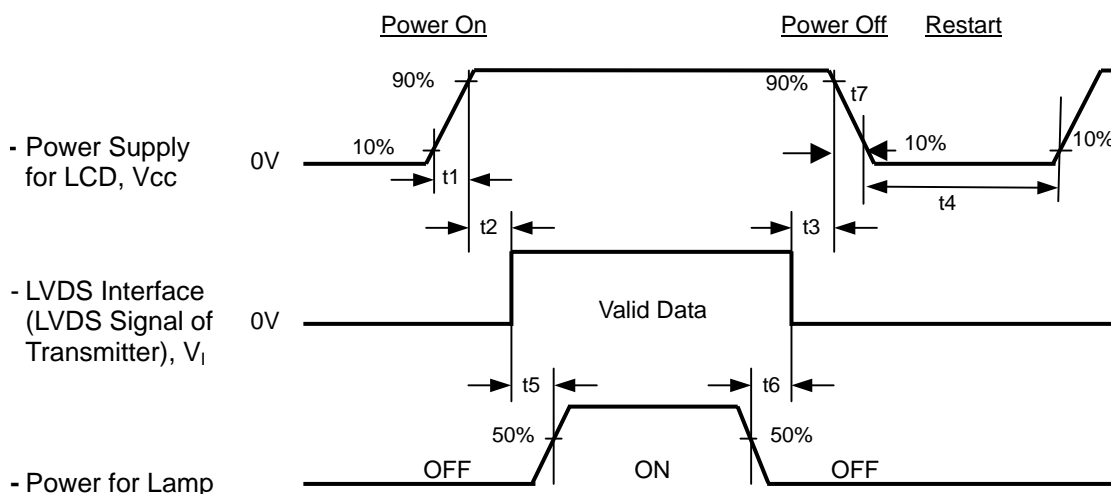 Power On Power Off Restart
90% 90% t7
10% 10% 10%
- Power Supply
for LCD, Vcc
0V
t1 t4
t2 t3
- LVDS Interface
(LVDS Signal of
Transmitter), VI
0V
Valid Data
t5 t6
50% 50%
OFF ON OFF
- Power for Lamp